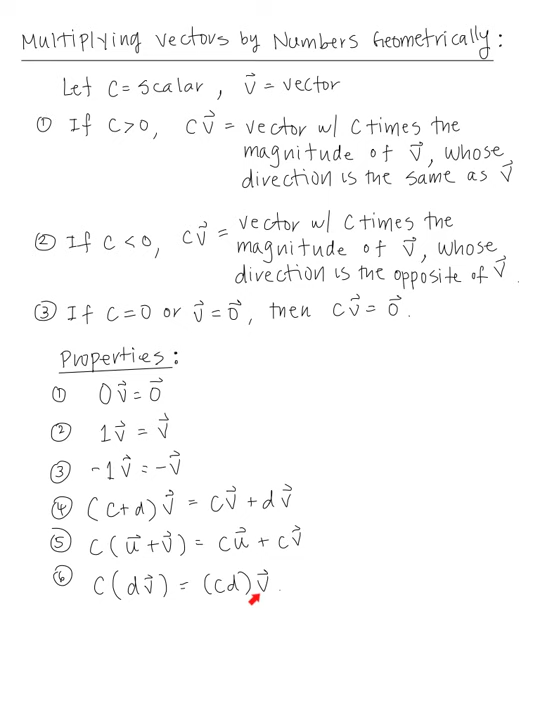 Multiplying Vectors by Numbers Geometrically:
Let C = scalar, v⃗ = vector
① If C>0, Cv⃗ = vector w/ C times the
magnitude of v⃗, whose
direction is the same as v⃗
② If C<0, Cv⃗ = vector w/ C times the
magnitude of v⃗, whose
direction is the opposite of v⃗.
③ If C=0 or v⃗=0⃗, then Cv⃗=0⃗.
Properties:
① 0v⃗=0⃗
② 1v⃗=v⃗
③ -1v⃗=-v⃗
④ (C+d)v⃗ = Cv⃗+dv⃗
⑤ C(u⃗+v⃗) = Cu⃗+Cv⃗
⑥ C(dv⃗) = (Cd)v⃗.